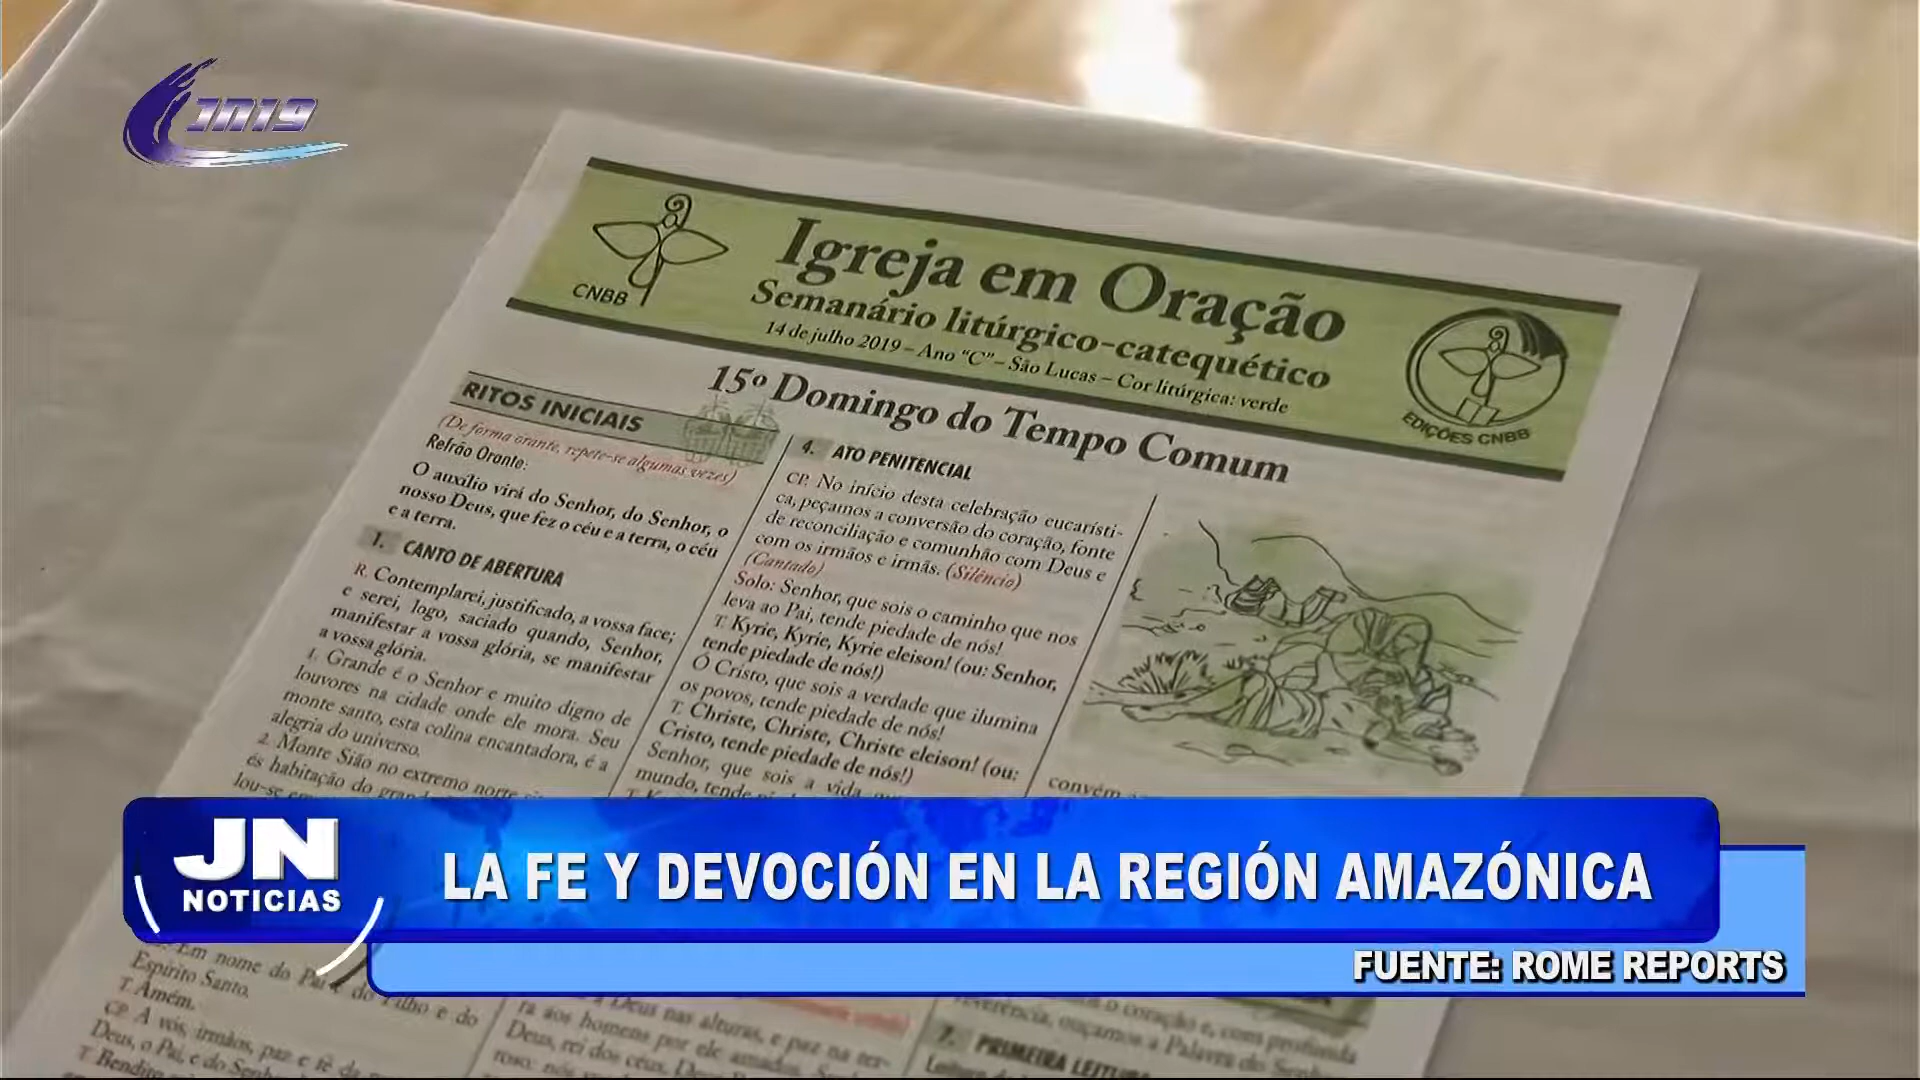 JN19
CNBB
Igreja em Oração
Semanário litúrgico-catequético
14 de julho 2019 – Ano "C" – São Lucas – Cor litúrgica: verde
EDIÇÕES CNBB
15º Domingo do Tempo Comum
RITOS INICIAIS
(De forma orante, repete-se algumas vezes)
Refrão Orante:
O auxílio virá do Senhor, do Senhor, o
nosso Deus, que fez o céu e a terra, o céu
e a terra.
1. CANTO DE ABERTURA
R. Contemplarei, justificado, a vossa face;
e serei, logo, saciado quando, Senhor,
manifestar a vossa glória, se manifestar
a vossa glória.
1. Grande é o Senhor e muito digno de
louvores na cidade onde ele mora. Seu
monte santo, esta colina encantadora, é a
alegria do universo.
2. Monte Sião no extremo norte
és habitação do
4. ATO PENITENCIAL
CP. No início desta celebração eucarísti-
ca, peçamos a conversão do coração, fonte
de reconciliação e comunhão com Deus e
com os irmãos e irmãs. (Silêncio)
(Cantado)
Solo: Senhor, que sois o caminho que nos
leva ao Pai, tende piedade de nós!
T. Kyrie, Kyrie, Kyrie eleison! (ou: Senhor,
tende piedade de nós!)
Ó Cristo, que sois a verdade que ilumina
os povos, tende piedade de nós!
T. Christe, Christe, Christe eleison! (ou:
Cristo, tende piedade de nós!)
Senhor, que sois a vida
mundo, tende
convém
JN
NOTICIAS
LA FE Y DEVOCIÓN EN LA REGIÓN AMAZÓNICA
FUENTE: ROME REPORTS
Em nome do Pai e do Filho e do
Espírito Santo.
T. Amém.
CP. A vós, irmãos, paz e fé da
Deus, o Pai, e do
T. Bendito
a Deus nas alturas, e paz na ter-
ra aos homens por ele amados.
Deus, rei dos céus,
roso: nós
o coração e, com profunda
reverência, ouçamos a Palavra do
7. PRIMEIRA LEITURA